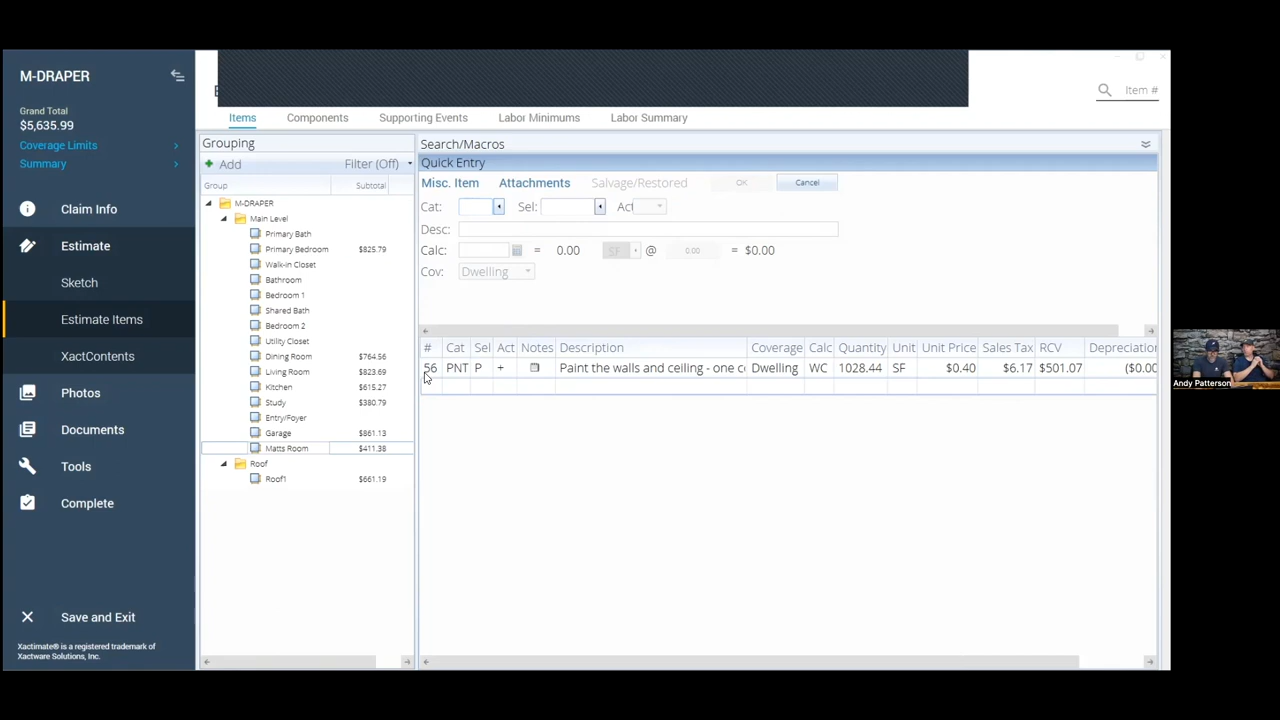 M-DRAPER
Grand Total
$5,635.99
Coverage Limits
Summary
Claim Info
Estimate
Sketch
Estimate Items
XactContents
Photos
Documents
Tools
Complete
Save and Exit
Xactimate® is a registered trademark of
Xactware Solutions, Inc.
Item #
Items Components Supporting Events Labor Minimums Labor Summary
Grouping
Add Filter (Off)
Group Subtotal
M-DRAPER
Main Level
Primary Bath
Primary Bedroom $825.79
Walk-in Closet
Bathroom
Bedroom 1
Shared Bath
Bedroom 2
Utility Closet
Dining Room $764.56
Living Room $823.69
Kitchen $615.27
Study $380.79
Entry/Foyer
Garage $861.13
Matts Room $411.38
Roof
Roof1 $661.19
Search/Macros
Quick Entry
Misc. Item Attachments Salvage/Restored OK Cancel
Cat: Sel: Act
Desc:
Calc: = 0.00 SF @ 0.00 = $0.00
Cov: Dwelling
# Cat Sel Act Notes Description Coverage Calc Quantity Unit Unit Price Sales Tax RCV Depreciation
56 PNT P + Paint the walls and ceiling - one c Dwelling WC 1028.44 SF $0.40 $6.17 $501.07 ($0.00
Andy Patterson